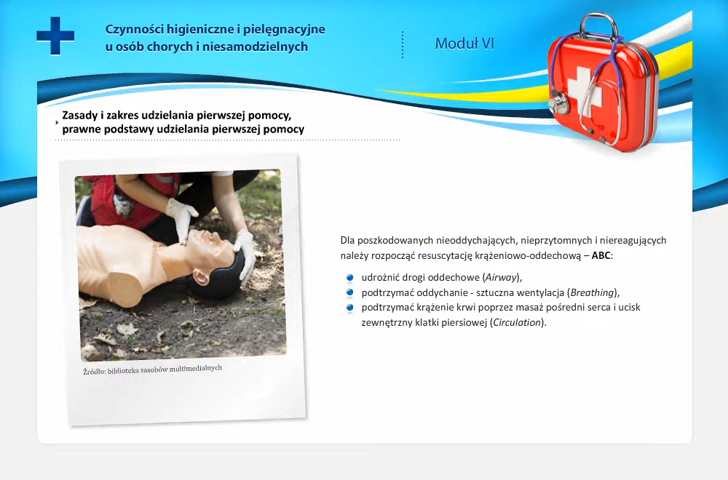 Czynności higieniczne i pielęgnacyjne
u osób chorych i niesamodzielnych
Moduł VI
Zasady i zakres udzielania pierwszej pomocy,
prawne podstawy udzielania pierwszej pomocy
Dla poszkodowanych nieoddychających, nieprzytomnych i niereagujących
należy rozpocząć resuscytację krążeniowo-oddechową – ABC:
udrożnić drogi oddechowe (Airway),
podtrzymać oddychanie - sztuczna wentylacja (Breathing),
podtrzymać krążenie krwi poprzez masaż pośredni serca i ucisk
zewnętrzny klatki piersiowej (Circulation).
Źródło: biblioteka zasobów multimedialnych